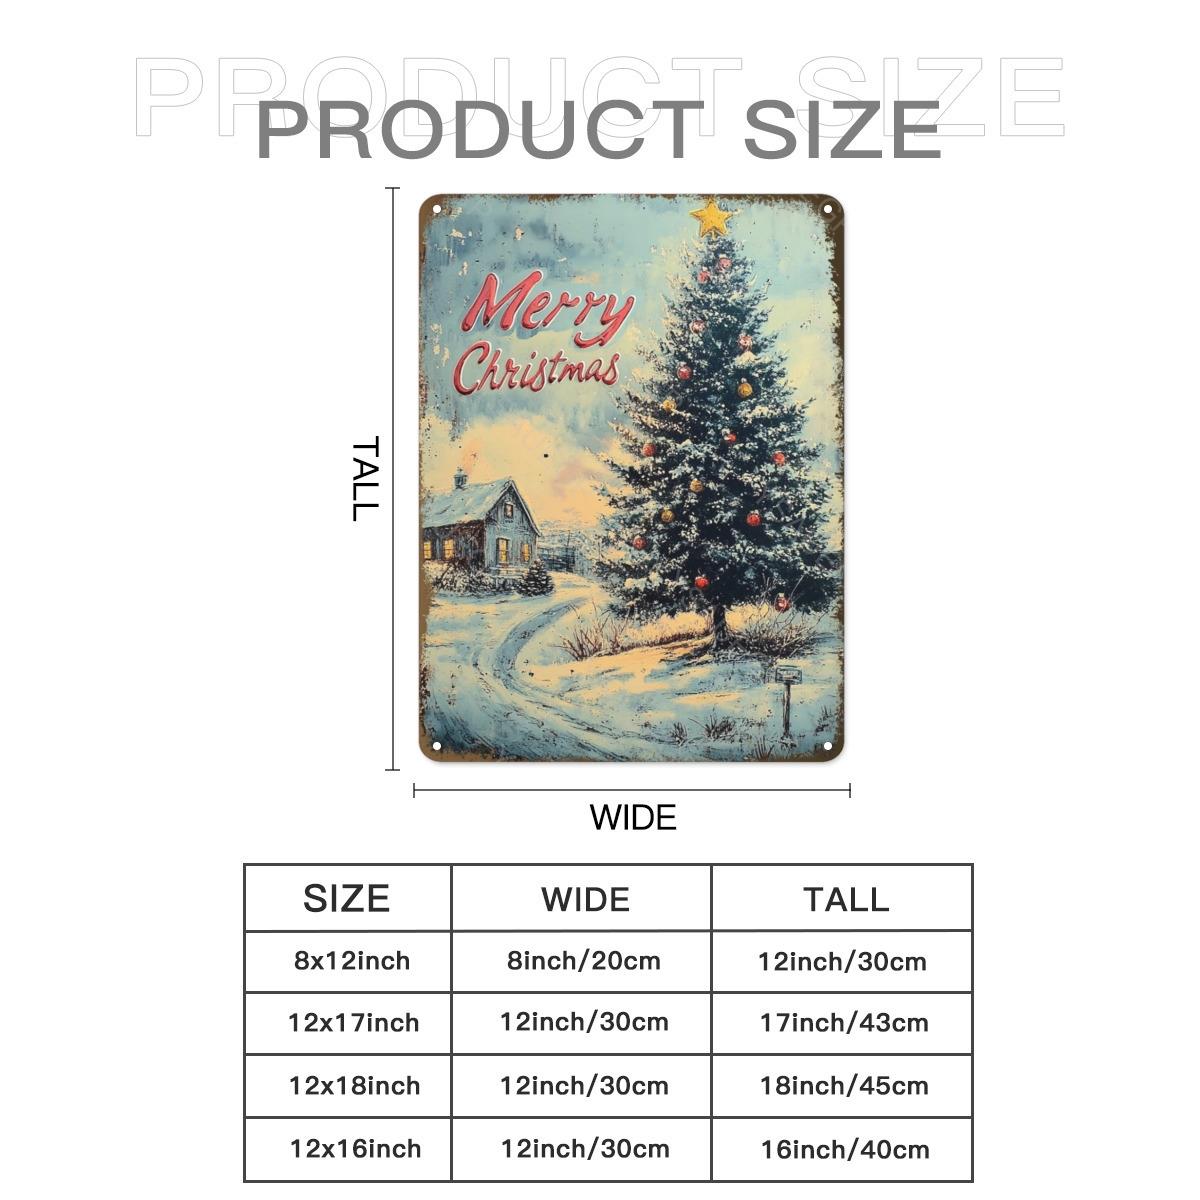 PRODUCT SIZE
PRODUCT SIZE
Merry
Christmas
TALL
WIDE
SIZE WIDE TALL
8x12inch 8inch/20cm 12inch/30cm
12x17inch 12inch/30cm 17inch/43cm
12x18inch 12inch/30cm 18inch/45cm
12x16inch 12inch/30cm 16inch/40cm